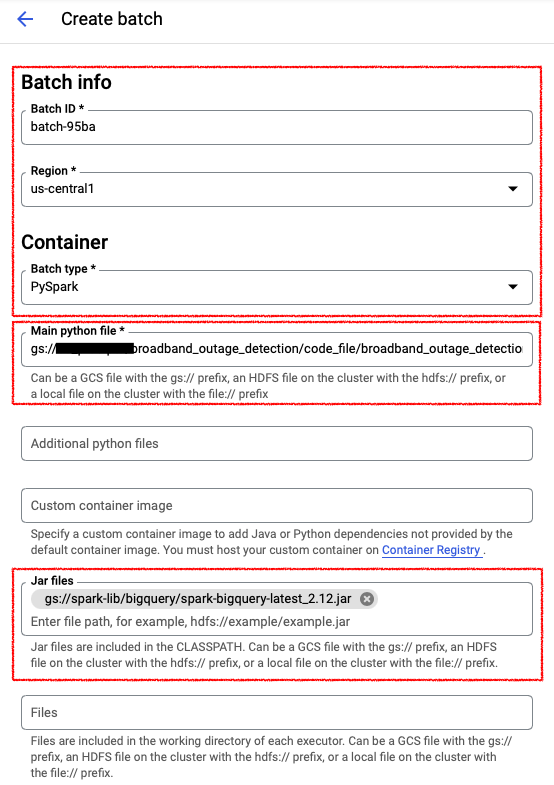 Create batch
Batch info
Batch ID *
batch-95ba
Region *
us-central1
Container
Batch type *
PySpark
Main python file *
gs:// broadband_outage_detection/code_file/broadband_outage_detectio
Can be a GCS file with the gs:// prefix, an HDFS file on the cluster with the hdfs:// prefix, or
a local file on the cluster with the file:// prefix
Additional python files
Custom container image
Specify a custom container image to add Java or Python dependencies not provided by the
default container image. You must host your custom container on Container Registry .
Jar files
gs://spark-lib/bigquery/spark-bigquery-latest_2.12.jar
Enter file path, for example, hdfs://example/example.jar
Jar files are included in the CLASSPATH. Can be a GCS file with the gs:// prefix, an HDFS
file on the cluster with the hdfs:// prefix, or a local file on the cluster with the file:// prefix.
Files
Files are included in the working directory of each executor. Can be a GCS file with the gs://
prefix, an HDFS file on the cluster with the hdfs:// prefix, or a local file on the cluster with
the file:// prefix.